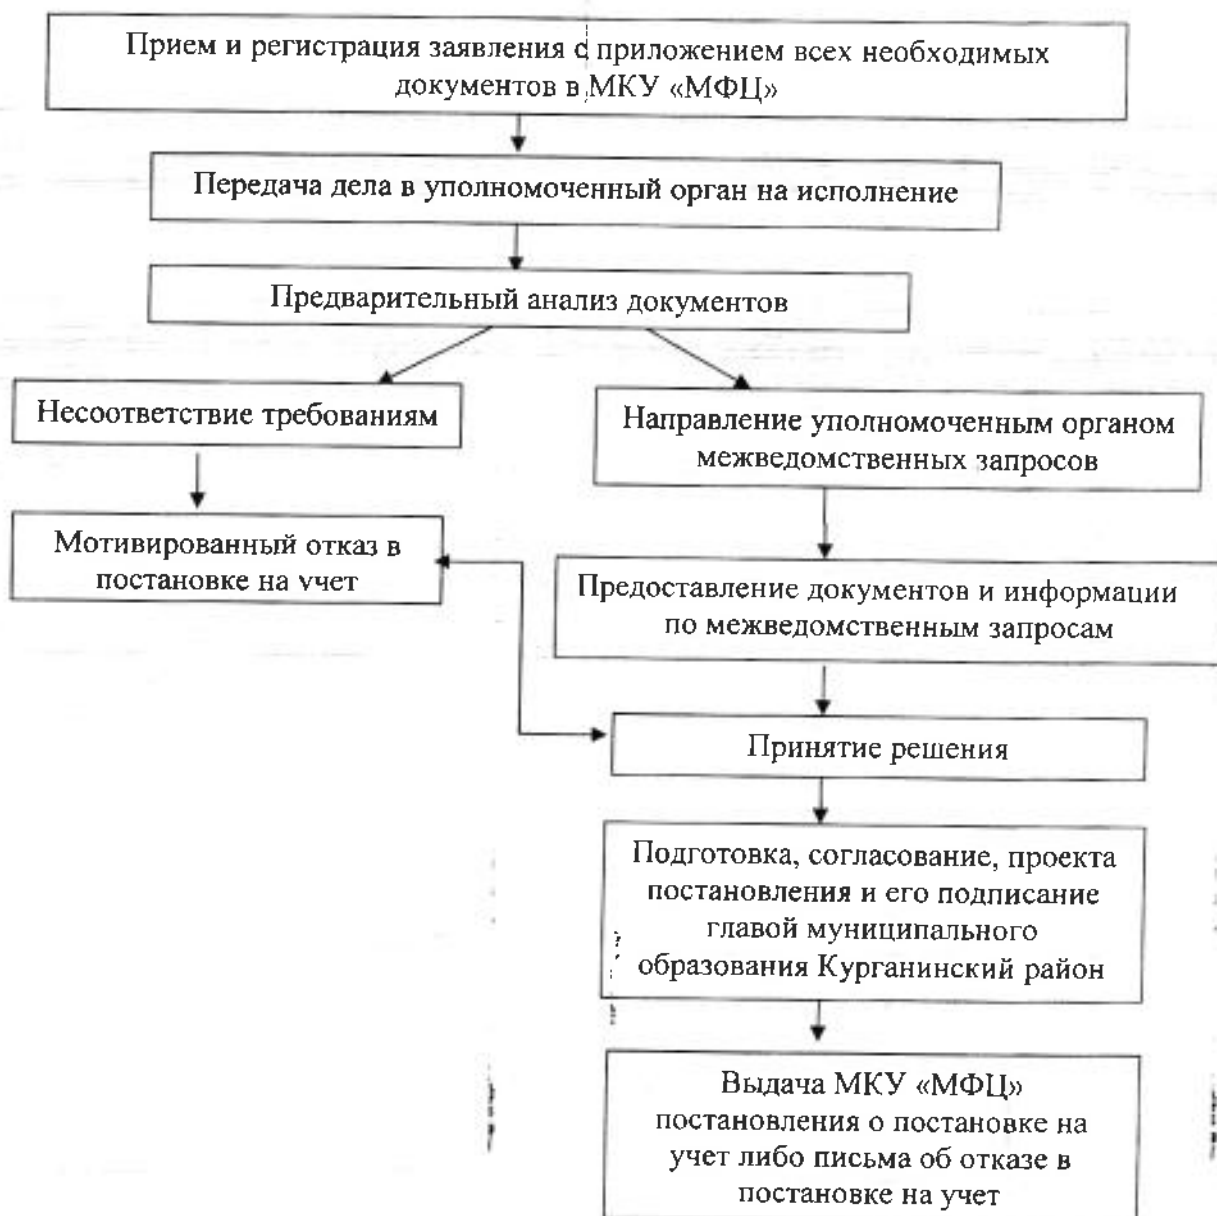 Прием и регистрация заявления с приложением всех необходимых
документов в МКУ «МФЦ»
Передача дела в уполномоченный орган на исполнение
Предварительный анализ документов
Несоответствие требованиям
Направление уполномоченным органом
межведомственных запросов
Мотивированный отказ в
постановке на учет
Предоставление документов и информации
по межведомственным запросам
Принятие решения
Подготовка, согласование, проекта
постановления и его подписание
главой муниципального
образования Курганинский район
Выдача МКУ «МФЦ»
постановления о постановке на
учет либо письма об отказе в
постановке на учет